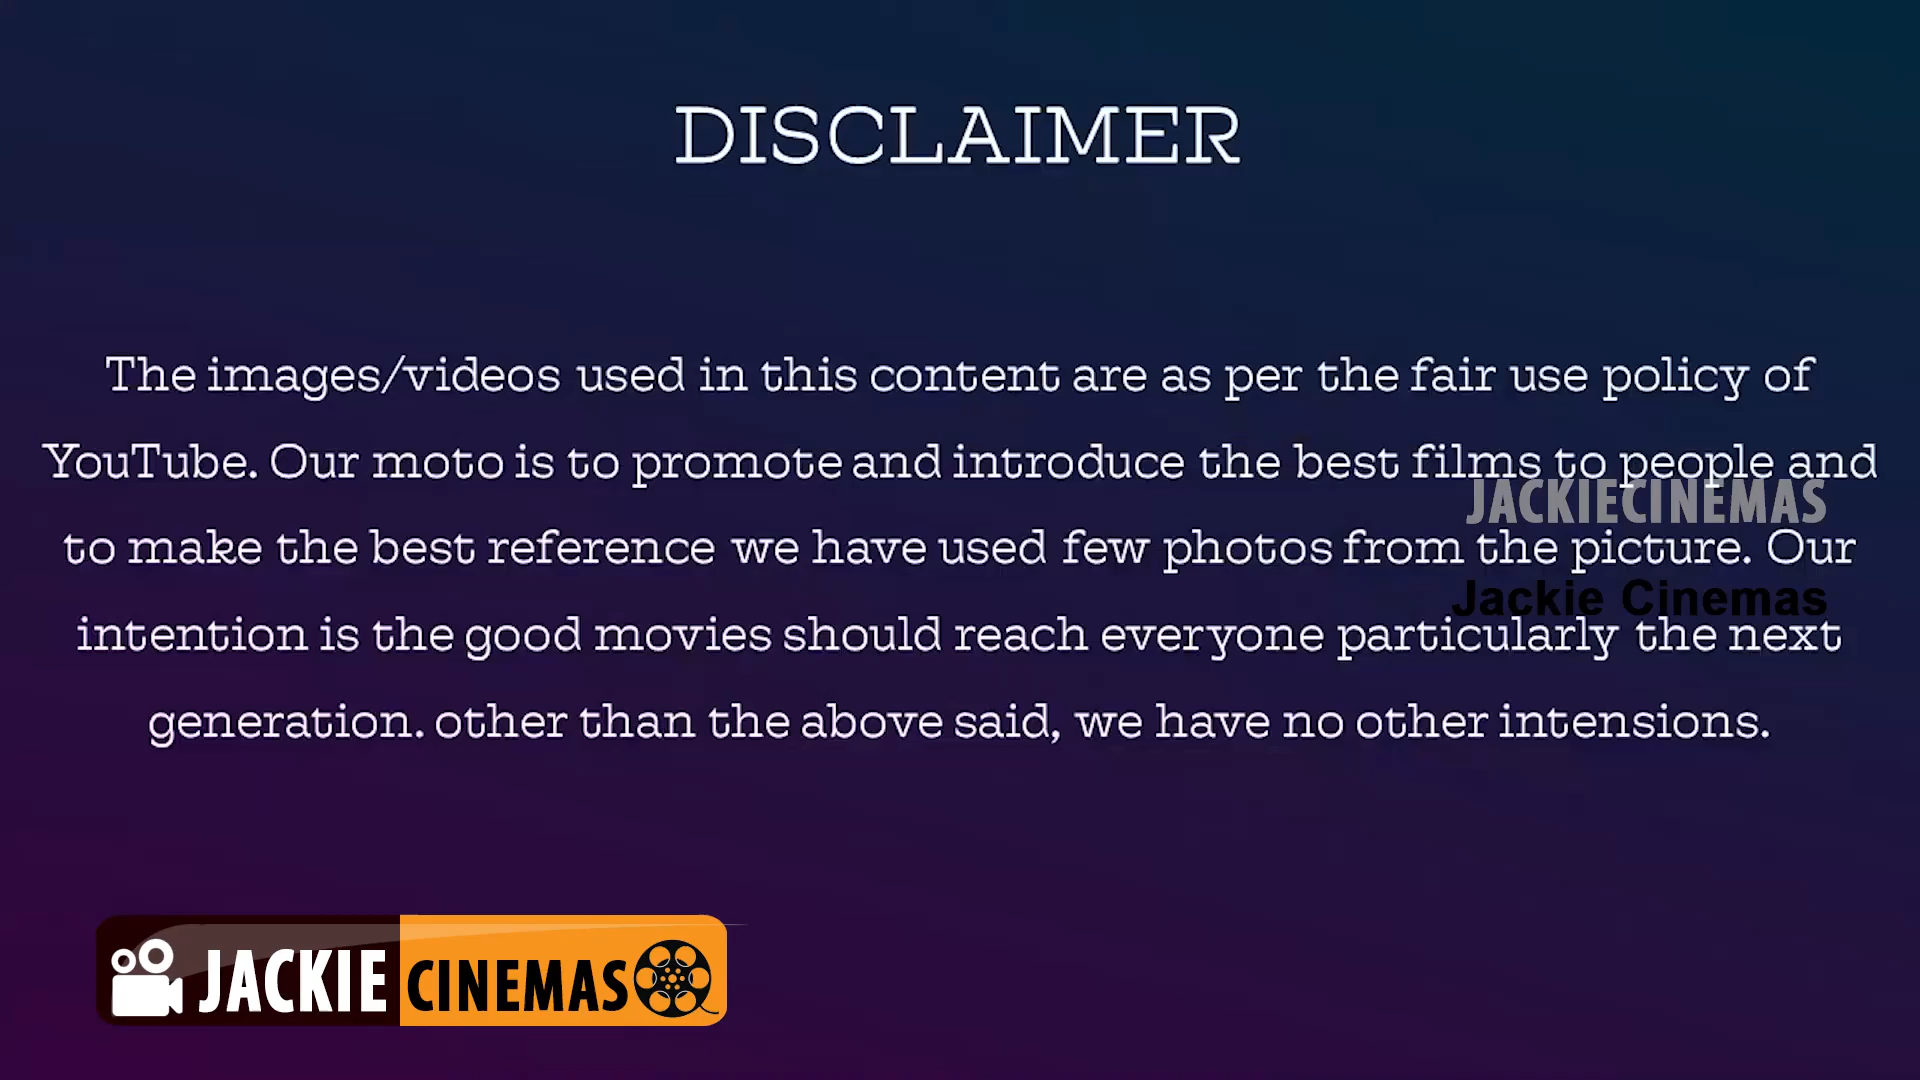 DISCLAIMER
The images/videos used in this content are as per the fair use policy of
YouTube. Our moto is to promote and introduce the best films to people and
JACKIECINEMAS
to make the best reference we have used few photos from the picture. Our
Jackie Cinemas
intention is the good movies should reach everyone particularly the next
generation. other than the above said, we have no other intensions.
JACKIE CINEMAS